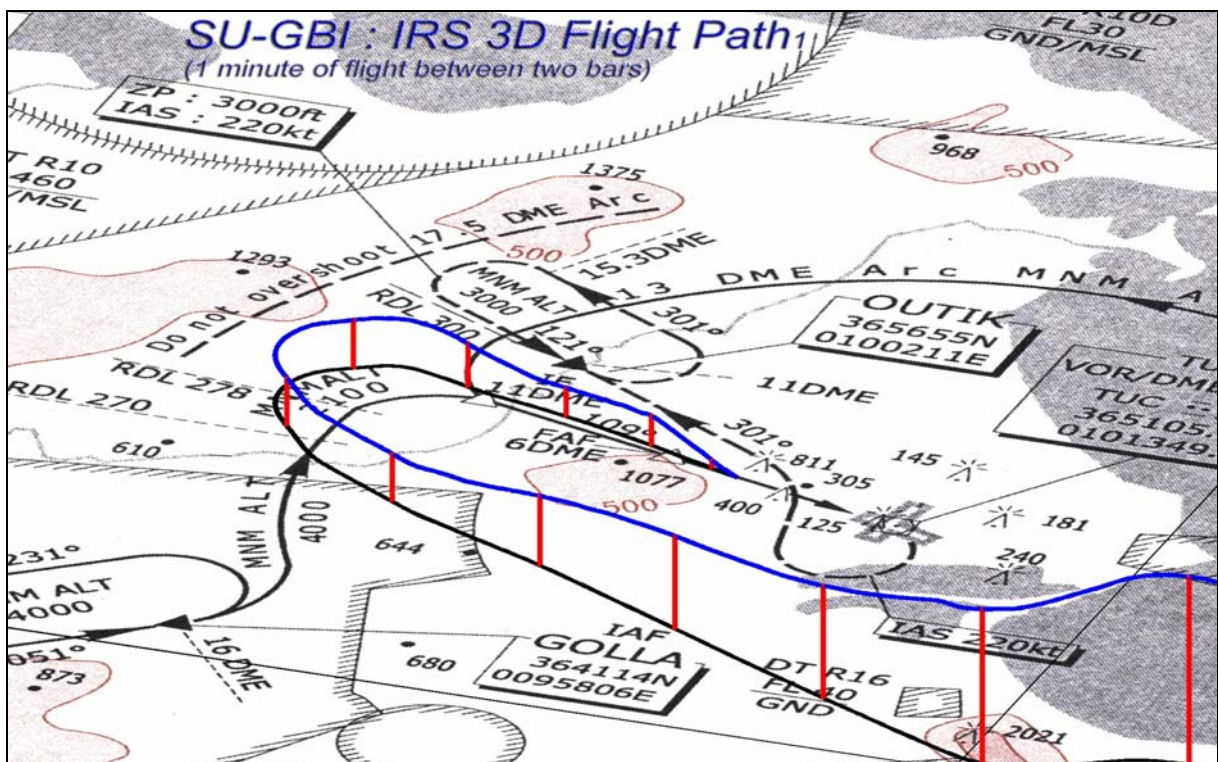 SU-GBI : IRS 3D Flight Path1
(1 minute of flight between two bars)
FL30
GND/MSL
ZP : 3000ft
IAS : 220kt
T R10
460
/MSL
968
500
1375
Do not overshoot 17 5 DME Arc
500
1293
15.3DME
MNM ALT
3000
13 DME Arc MNM A
301°
RDL 300
121°
OUTIK
365655N
0100211E
TU
VOR/DME
TUC
365105
0101349.
RDL 278
RDL 270
11DME
11DME
109°
FAF
6DME
301°
811
305
145
181
240
610
1077
500
400
125
MNM ALT
4000
644
231°
M ALT
4000
051°
873
16 DME
IAF
GOLLA
364114N
0095806E
680
IAS 220kt
DT R16
FL 40
GND
2021